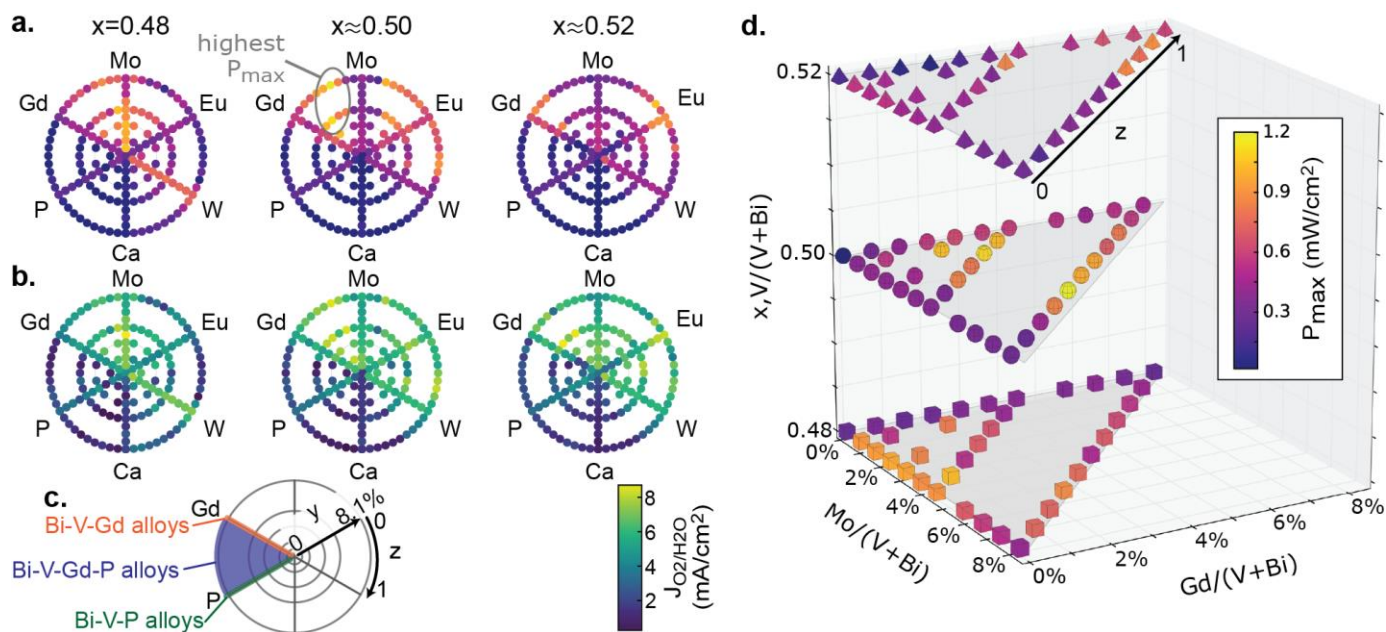 a.
x=0.48
x≈0.50
x≈0.52
highest
Pmax
Mo
Gd
Eu
P
W
Ca
Mo
Gd
Eu
P
W
Ca
Mo
Gd
Eu
P
W
Ca
b.
Mo
Gd
Eu
P
W
Ca
Mo
Gd
Eu
P
W
Ca
Mo
Gd
Eu
P
W
Ca
c.
Gd
P
Bi-V-Gd alloys
Bi-V-Gd-P alloys
Bi-V-P alloys
y
0
8.1%
0
z
1
8
6
4
2
JO2/H2O
(mA/cm²)
d.
0.52
0.50
0.48
x,V/(V+Bi)
1
z
0
1.2
0.9
0.6
0.3
Pmax (mW/cm²)
0%
2%
4%
6%
8%
Mo/(V+Bi)
0%
2%
4%
6%
8%
Gd/(V+Bi)